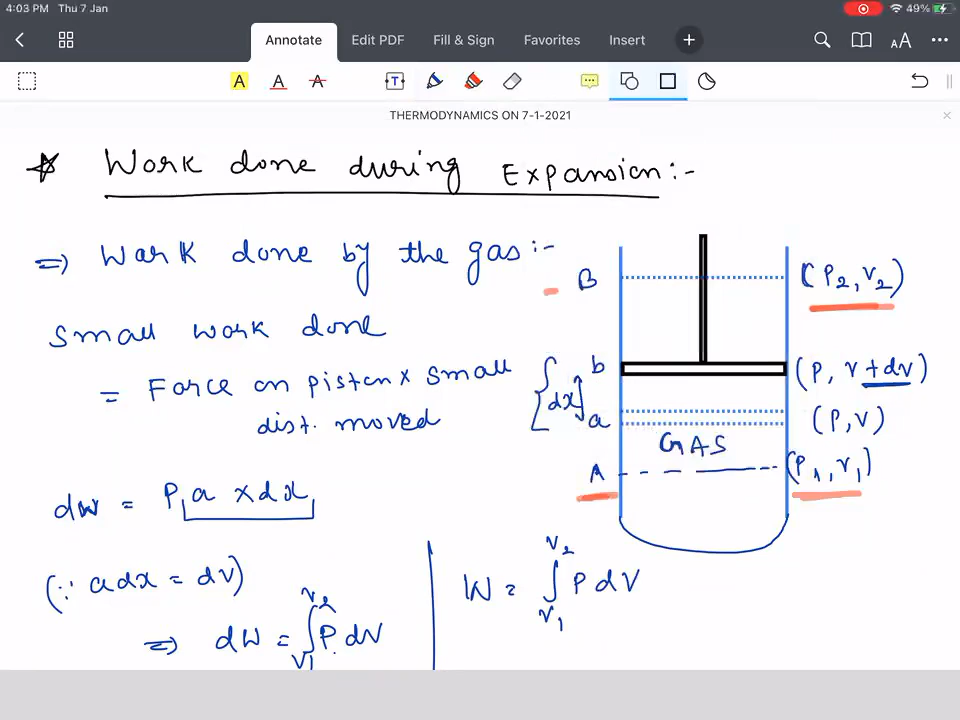 4:03 PM Thu 7 Jan
49%
Annotate Edit PDF Fill & Sign Favorites Insert
THERMODYNAMICS ON 7-1-2021
Work done during Expansion:-
⇒ Work done by the gas:-
B
(P₂, V₂)
Small work done
= Force on piston × small
dist. moved
b
(P, V + dV)
dx
a
(P, V)
GAS
A
(P₁, V₁)
dW = P, a × dx
(∵ adx = dV)
⇒ dW = ∫ᵥ₁ⱽ² P. dV
W = ∫ᵥ₁ⱽ² P dV